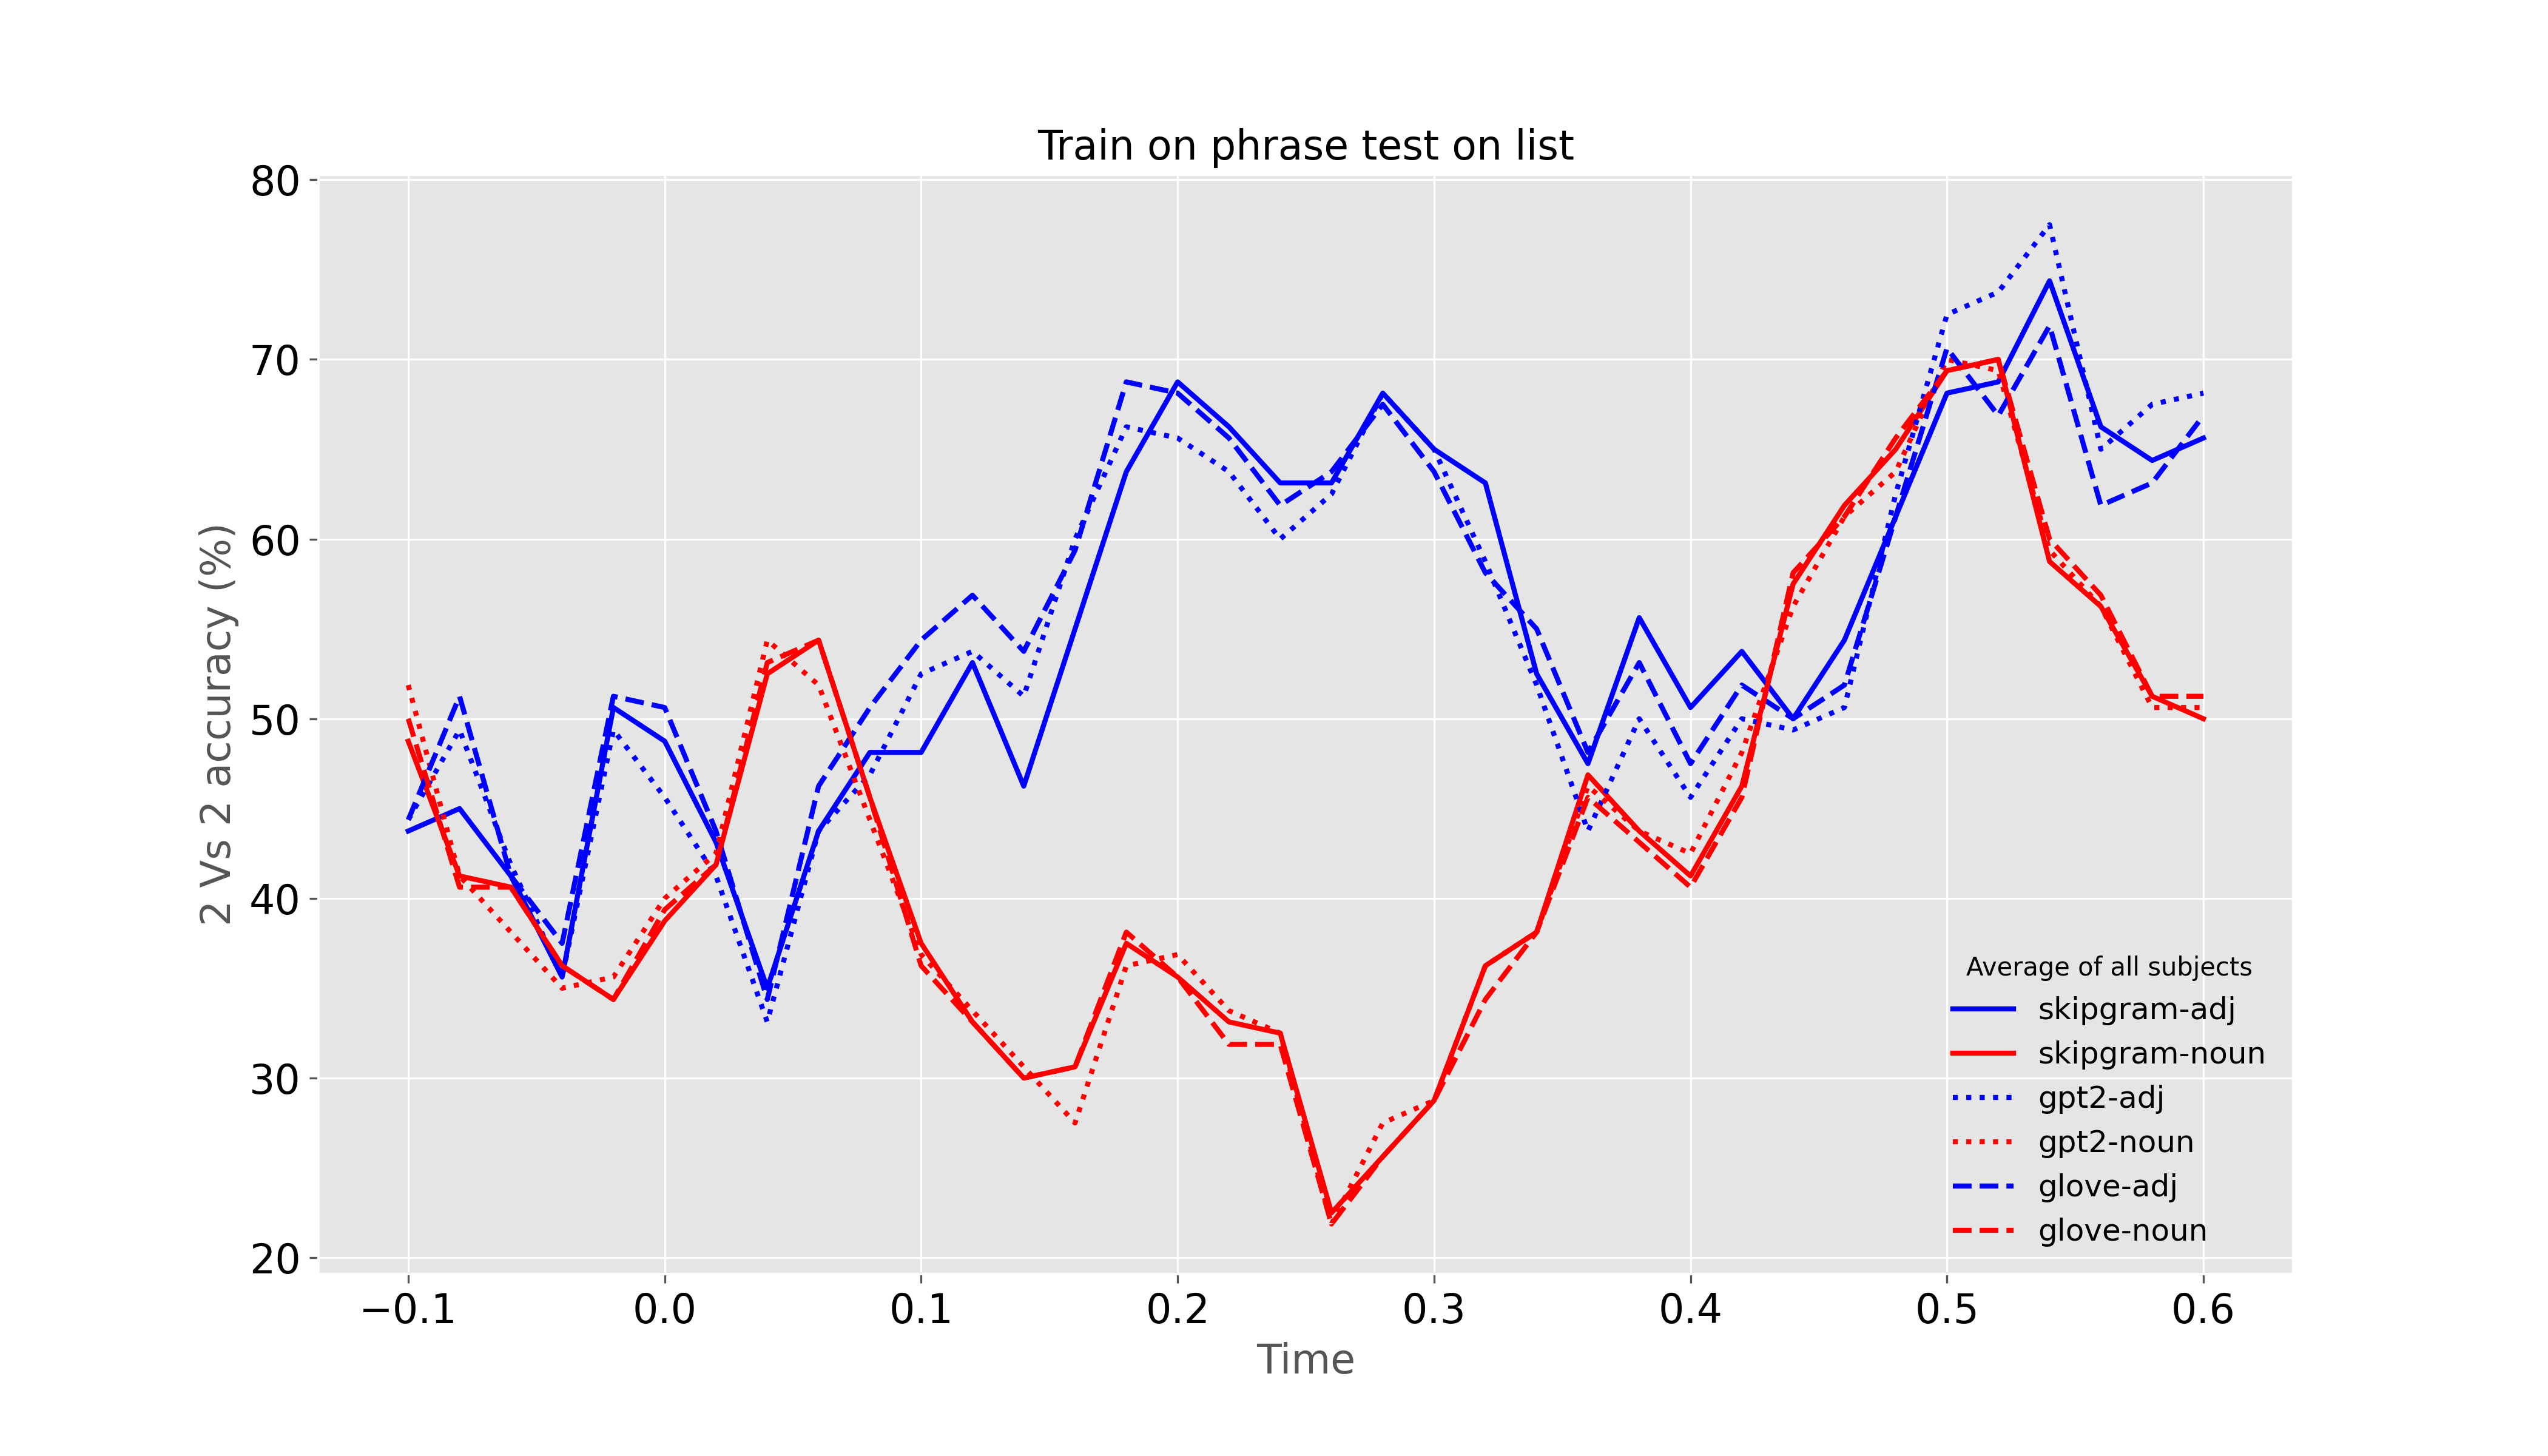 Train on phrase test on list
80
70
60
50
40
30
20
2 Vs 2 accuracy (%)
−0.1 0.0 0.1 0.2 0.3 0.4 0.5 0.6
Time
Average of all subjects
skipgram-adj
skipgram-noun
gpt2-adj
gpt2-noun
glove-adj
glove-noun